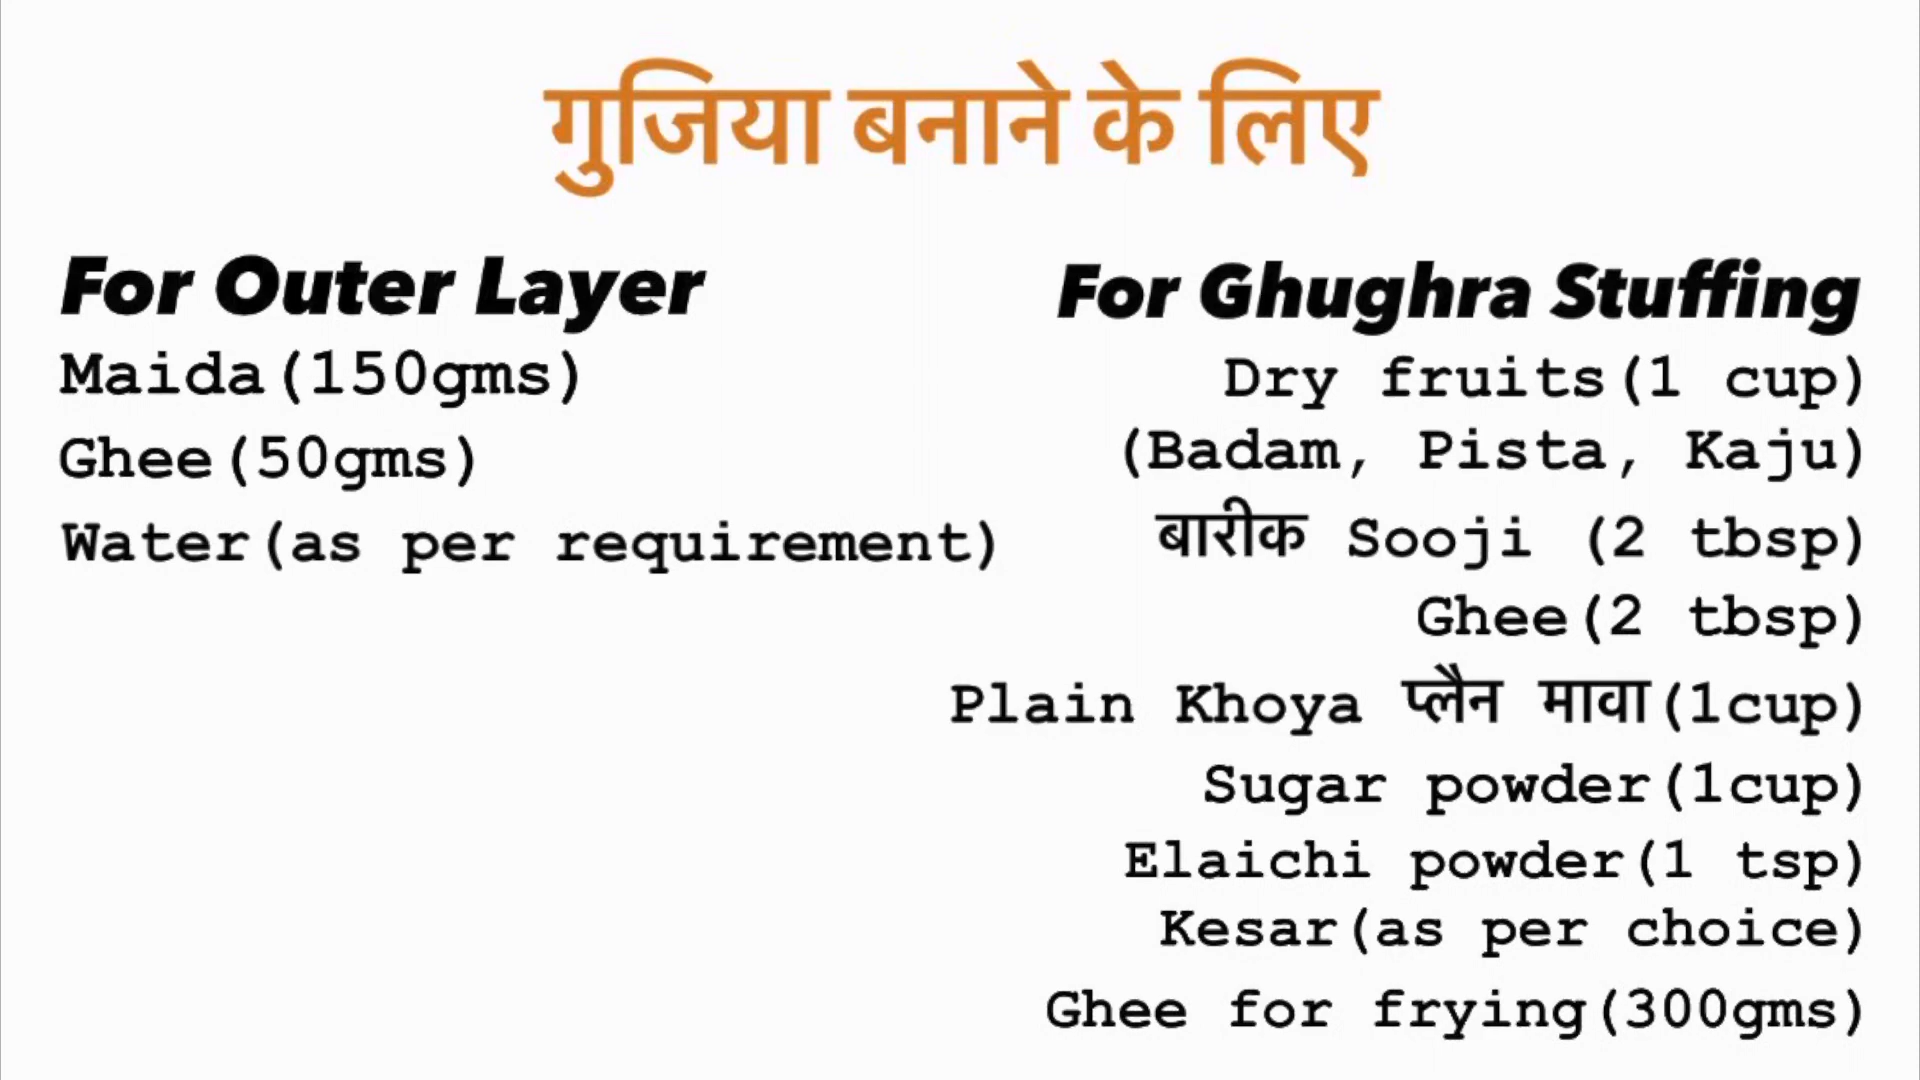 गुजिया बनाने के लिए
For Outer Layer
Maida(150gms)
Ghee(50gms)
Water(as per requirement)
For Ghughra Stuffing
Dry fruits(1 cup)
(Badam, Pista, Kaju)
बारीक Sooji (2 tbsp)
Ghee(2 tbsp)
Plain Khoya प्लैन मावा(1cup)
Sugar powder(1cup)
Elaichi powder(1 tsp)
Kesar(as per choice)
Ghee for frying(300gms)